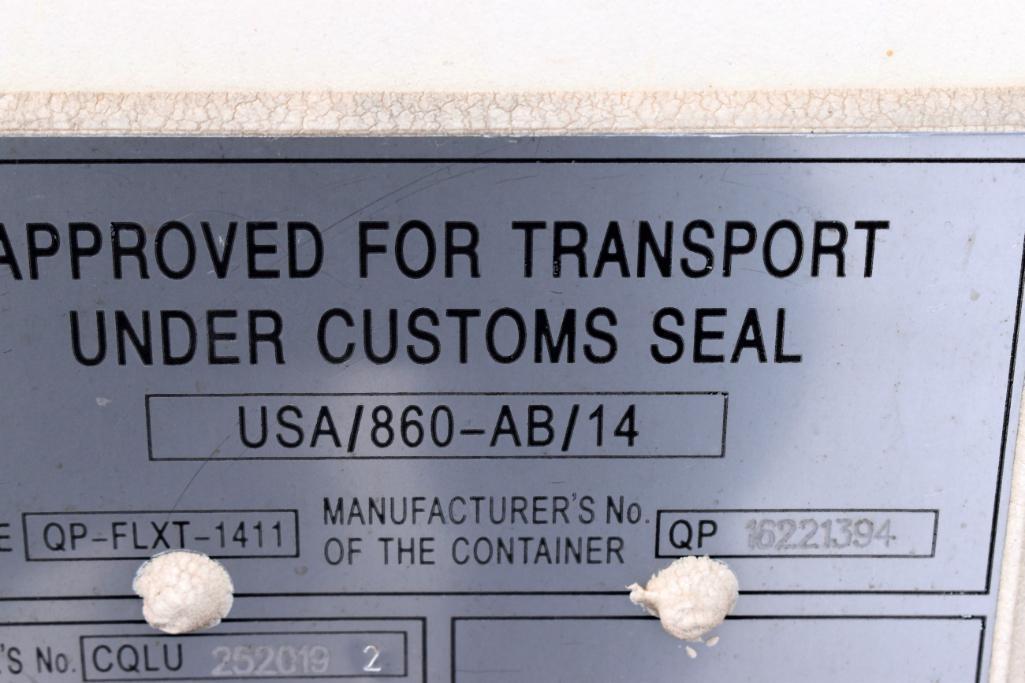 APPROVED FOR TRANSPORT
UNDER CUSTOMS SEAL
USA/860-AB/14
E QP-FLXT-1411 MANUFACTURER'S No. OF THE CONTAINER QP 16221394
'S No. CQLU 252019 2